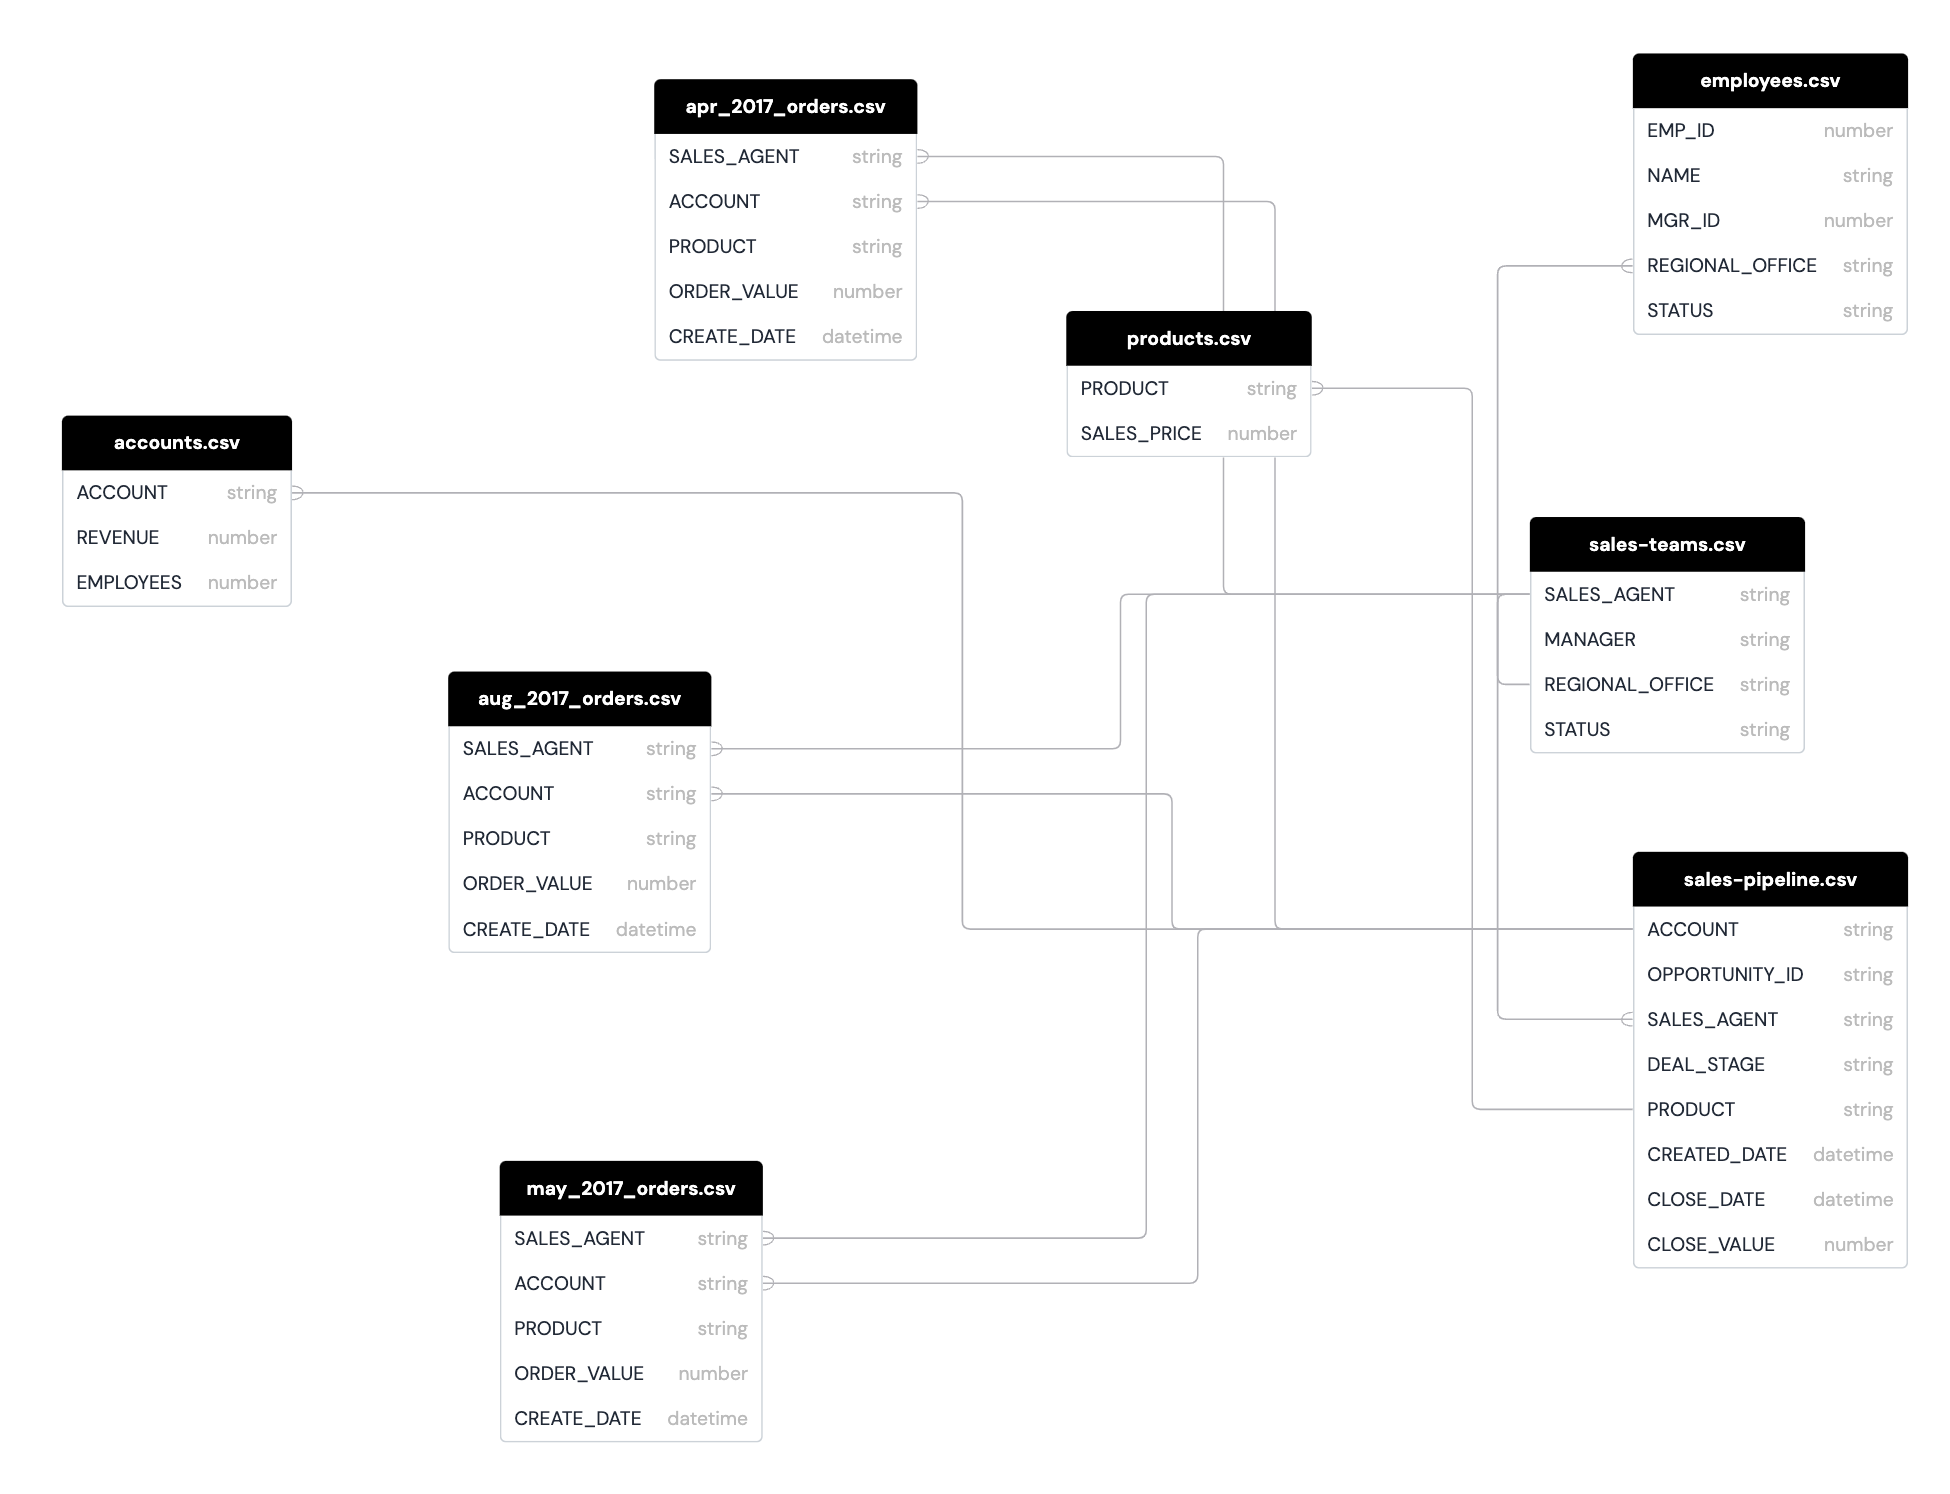 employees.csv
EMP_ID number
NAME string
MGR_ID number
REGIONAL_OFFICE string
STATUS string
apr_2017_orders.csv
SALES_AGENT string
ACCOUNT string
PRODUCT string
ORDER_VALUE number
CREATE_DATE datetime
products.csv
PRODUCT string
SALES_PRICE number
accounts.csv
ACCOUNT string
REVENUE number
EMPLOYEES number
sales-teams.csv
SALES_AGENT string
MANAGER string
REGIONAL_OFFICE string
STATUS string
aug_2017_orders.csv
SALES_AGENT string
ACCOUNT string
PRODUCT string
ORDER_VALUE number
CREATE_DATE datetime
sales-pipeline.csv
ACCOUNT string
OPPORTUNITY_ID string
SALES_AGENT string
DEAL_STAGE string
PRODUCT string
CREATED_DATE datetime
CLOSE_DATE datetime
CLOSE_VALUE number
may_2017_orders.csv
SALES_AGENT string
ACCOUNT string
PRODUCT string
ORDER_VALUE number
CREATE_DATE datetime